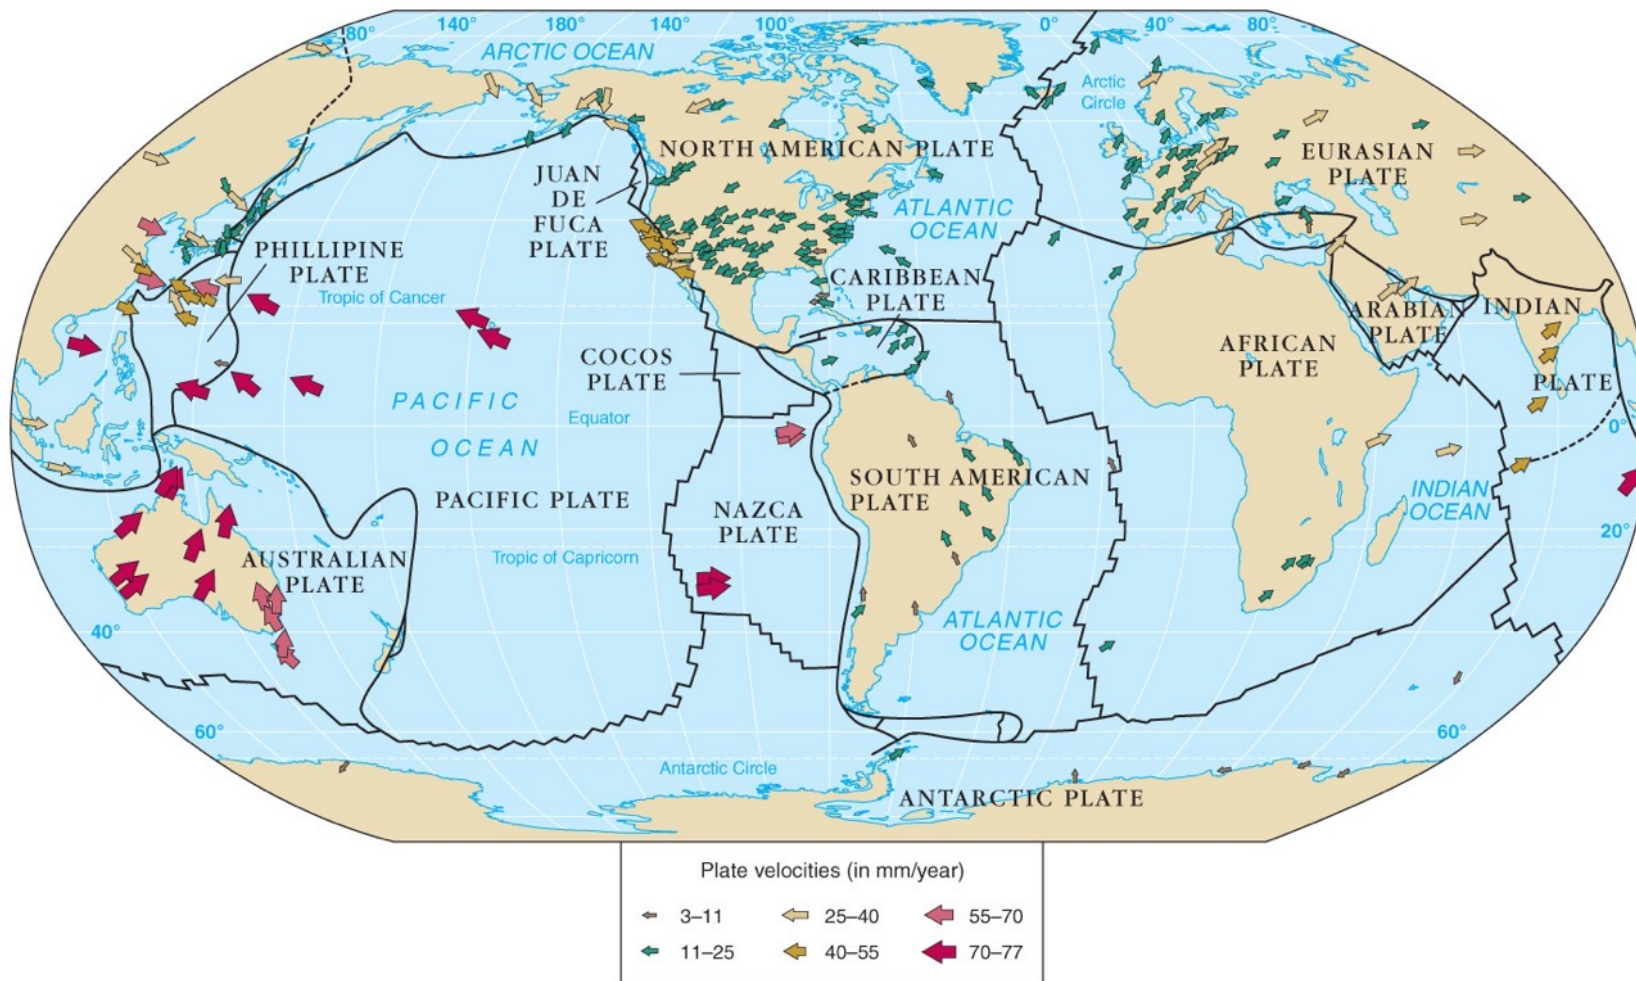 180°
180°
140°
100°
0°
40°
80°
ARCTIC OCEAN
Arctic
Circle
NORTH AMERICAN PLATE
EURASIAN
PLATE
JUAN
DE
FUCA
PLATE
ATLANTIC
OCEAN
PHILLIPINE
PLATE
Tropic of Cancer
CARIBBEAN
PLATE
ARABIAN
PLATE
INDIAN
PLATE
COCOS
PLATE
AFRICAN
PLATE
PACIFIC
OCEAN
Equator
0°
SOUTH AMERICAN
PLATE
PACIFIC PLATE
NAZCA
PLATE
INDIAN
OCEAN
20°
AUSTRALIAN
PLATE
Tropic of Capricorn
40°
ATLANTIC
OCEAN
60°
60°
Antarctic Circle
ANTARCTIC PLATE
Plate velocities (in mm/year)
3–11
25–40
55–70
11–25
40–55
70–77